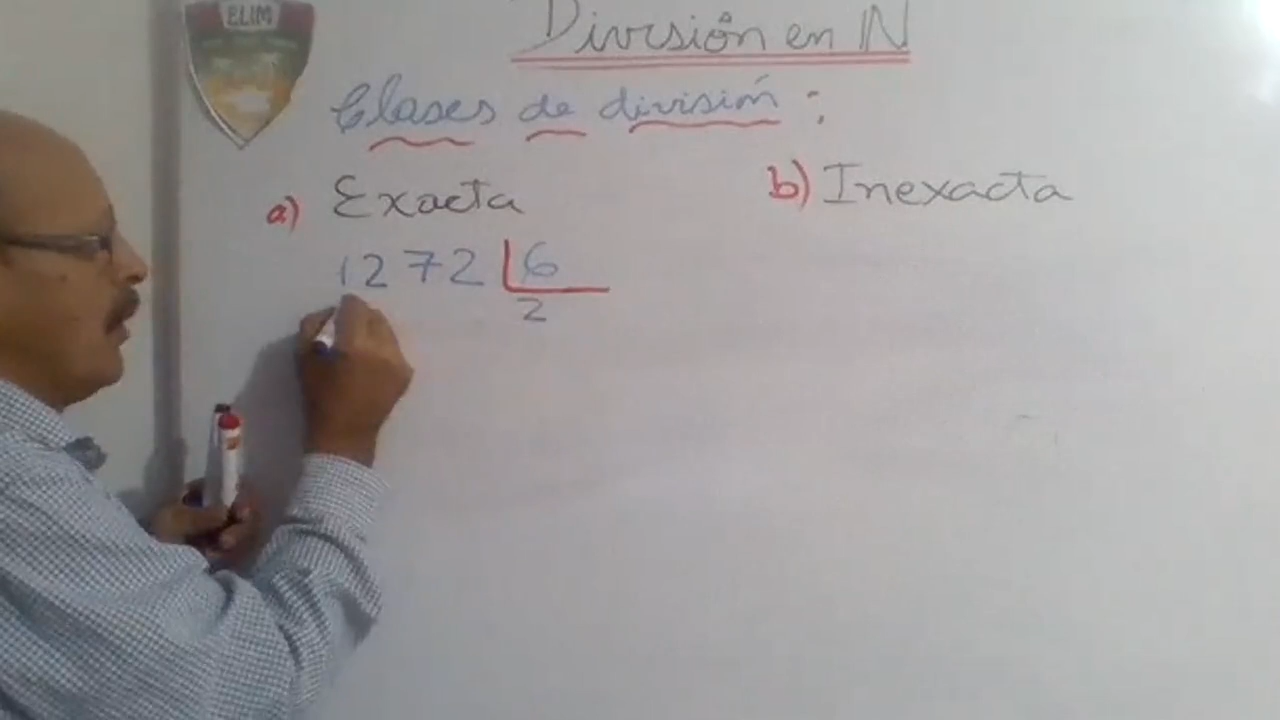 ELIM
División en N
Clases de división :
a) Exacta
b) Inexacta
1272 6
2